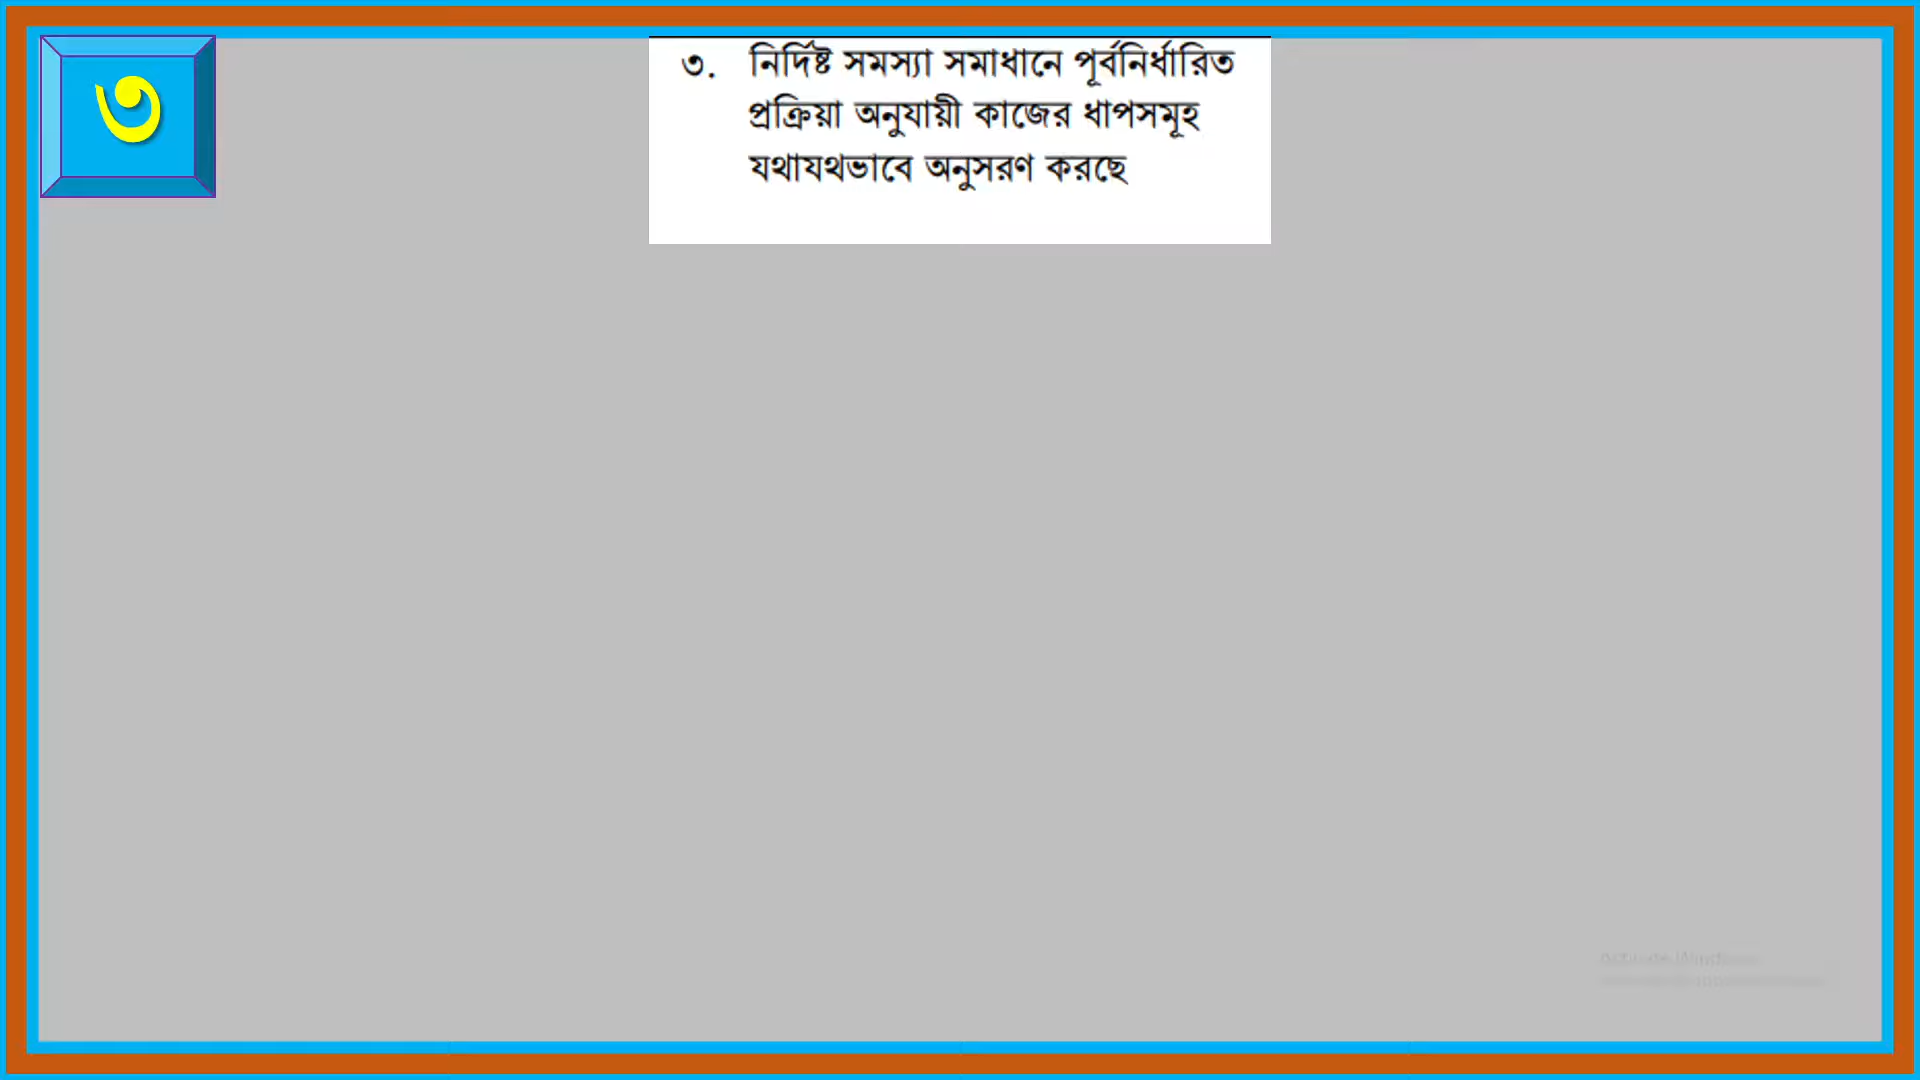 ৩
৩. নির্দিষ্ট সমস্যা সমাধানে পূর্বনির্ধারিত
প্রক্রিয়া অনুযায়ী কাজের ধাপসমূহ
যথাযথভাবে অনুসরণ করছে